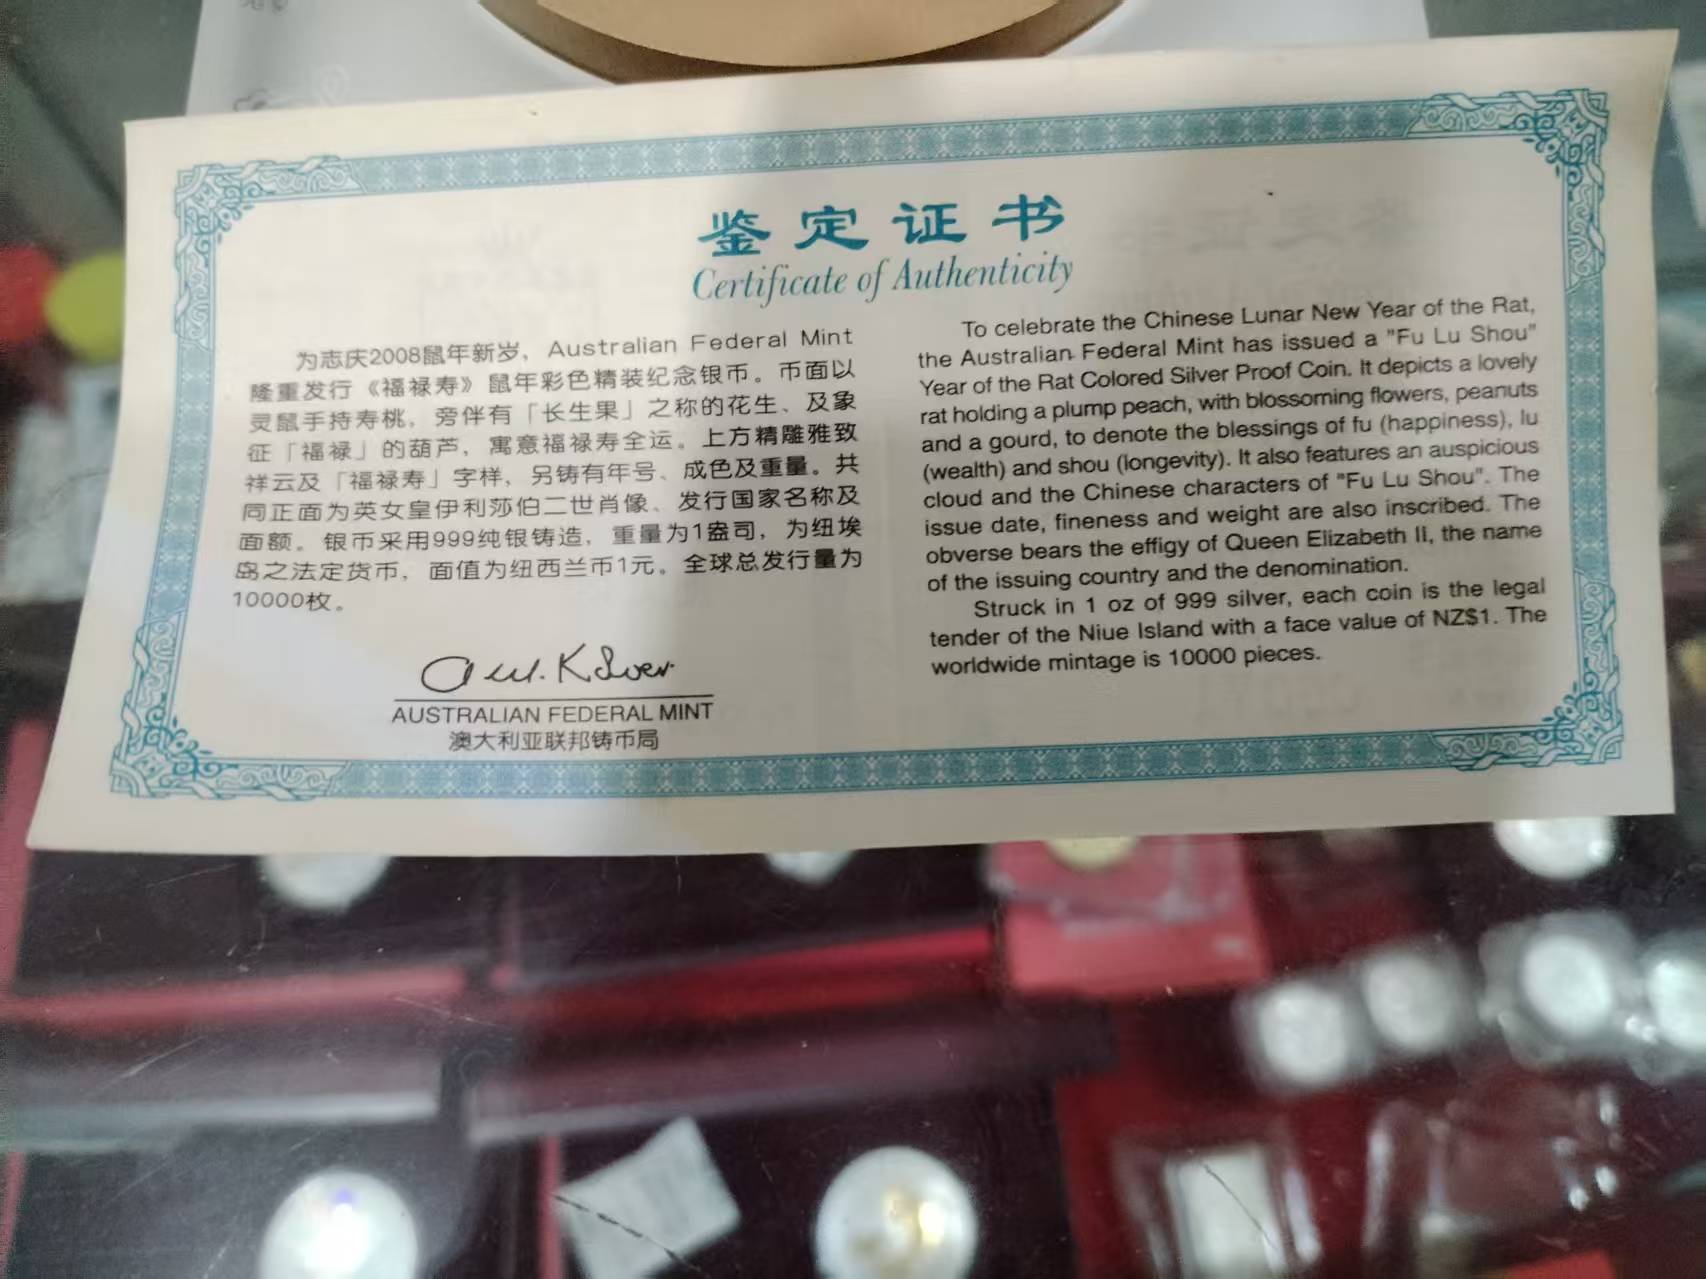 鉴定证书
Certificate of Authenticity
为志庆2008鼠年新岁，Australian Federal Mint
隆重发行《福禄寿》鼠年彩色精装纪念银币。币面以
灵鼠手持寿桃，旁伴有「长生果」之称的花生、及象
征「福禄」的葫芦，寓意福禄寿全运。上方精雕雅致
祥云及「福禄寿」字样，另铸有年号、成色及重量。共
同正面为英女皇伊利莎伯二世肖像、发行国家名称及
面额。银币采用999纯银铸造，重量为1盎司，为纽埃
岛之法定货币，面值为纽西兰币1元。全球总发行量为
10000枚。
AUSTRALIAN FEDERAL MINT
澳大利亚联邦铸币局
To celebrate the Chinese Lunar New Year of the Rat,
the Australian Federal Mint has issued a "Fu Lu Shou"
Year of the Rat Colored Silver Proof Coin. It depicts a lovely
rat holding a plump peach, with blossoming flowers, peanuts
and a gourd, to denote the blessings of fu (happiness), lu
(wealth) and shou (longevity). It also features an auspicious
cloud and the Chinese characters of "Fu Lu Shou". The
issue date, fineness and weight are also inscribed. The
obverse bears the effigy of Queen Elizabeth II, the name
of the issuing country and the denomination.
Struck in 1 oz of 999 silver, each coin is the legal
tender of the Niue Island with a face value of NZ$1. The
worldwide mintage is 10000 pieces.